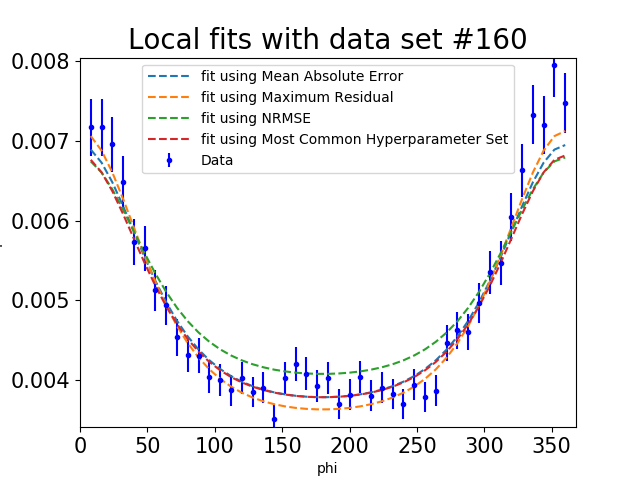 Local fits with data set #160
fit using Mean Absolute Error
fit using Maximum Residual
fit using NRMSE
fit using Most Common Hyperparameter Set
Data
0.008
0.007
0.006
0.005
0.004
0 50 100 150 200 250 300 350
phi